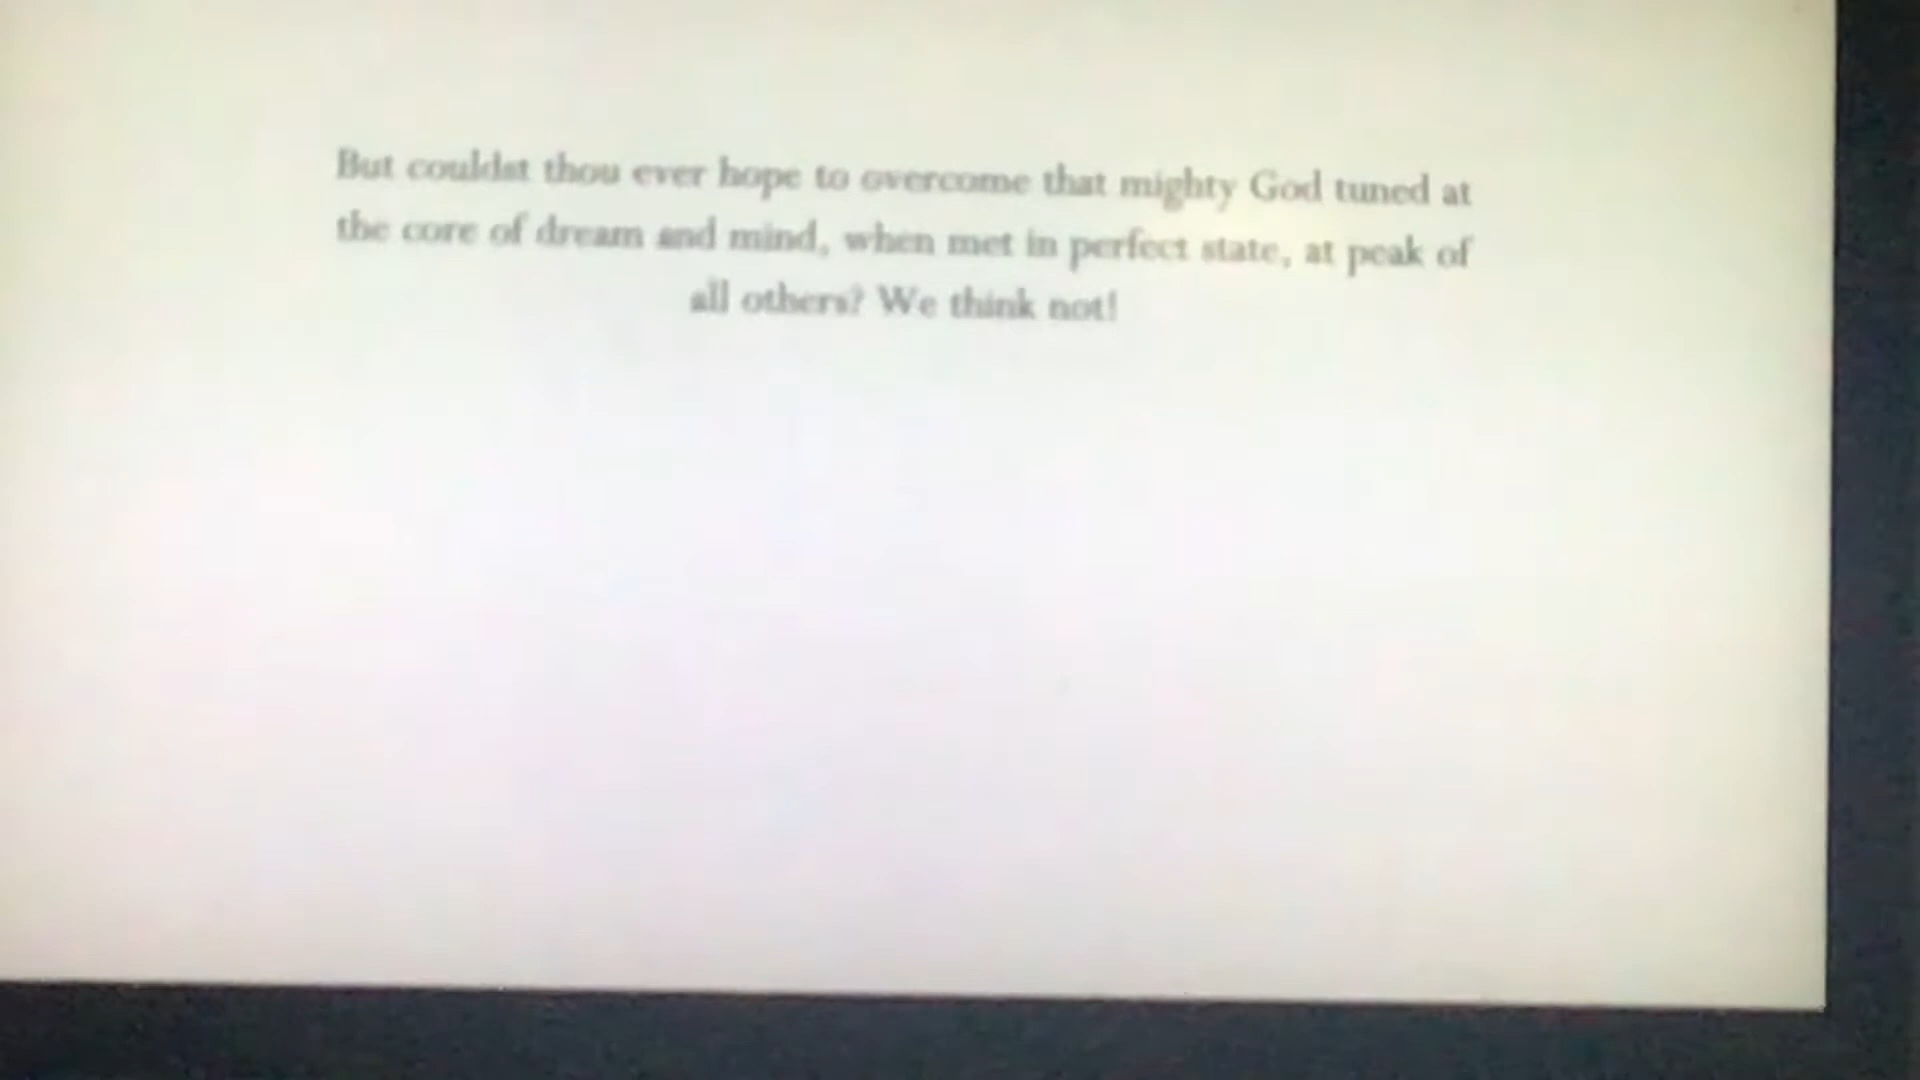 But couldst thou ever hope to overcome that mighty God tuned at
the core of dream and mind, when met in perfect state, at peak of
all others? We think not!